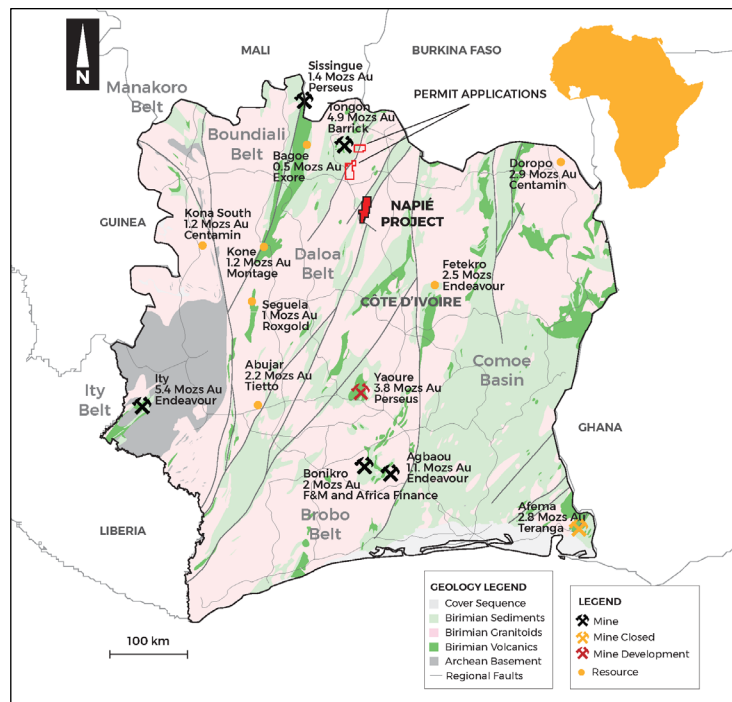 MALI
BURKINA FASO
N
Sissingue
1.4 Mozs Au
Perseus
Manakoro
Belt
Tongon
4.9 Mozs Au
Barrick
PERMIT APPLICATIONS
Boundiali
Belt
Bagoe
0.5 Mozs Au
Exore
Doropo
2.9 Mozs Au
Centamin
NAPIÉ
PROJECT
GUINEA
Kona South
1.2 Mozs Au
Centamin
Kone
1.2 Mozs Au
Montage
Daloa
Belt
Fetekro
2.5 Mozs
Endeavour
CÔTE D'IVOIRE
Seguela
1 Mozs Au
Roxgold
Comoe
Basin
Ity
5.4 Mozs Au
Endeavour
Ity
Belt
Abujar
2.2 Mozs Au
Tietto
Yaoure
3.8 Mozs Au
Perseus
GHANA
Agbaou
1.1. Mozs Au
Endeavour
Bonikro
2 Mozs Au
F&M and Africa Finance
Brobo
Belt
Afema
2.8 Mozs Au
Teranga
LIBERIA
100 km
GEOLOGY LEGEND
Cover Sequence
Birimian Sediments
Birimian Granitoids
Birimian Volcanics
Archean Basement
Regional Faults
LEGEND
Mine
Mine Closed
Mine Development
Resource